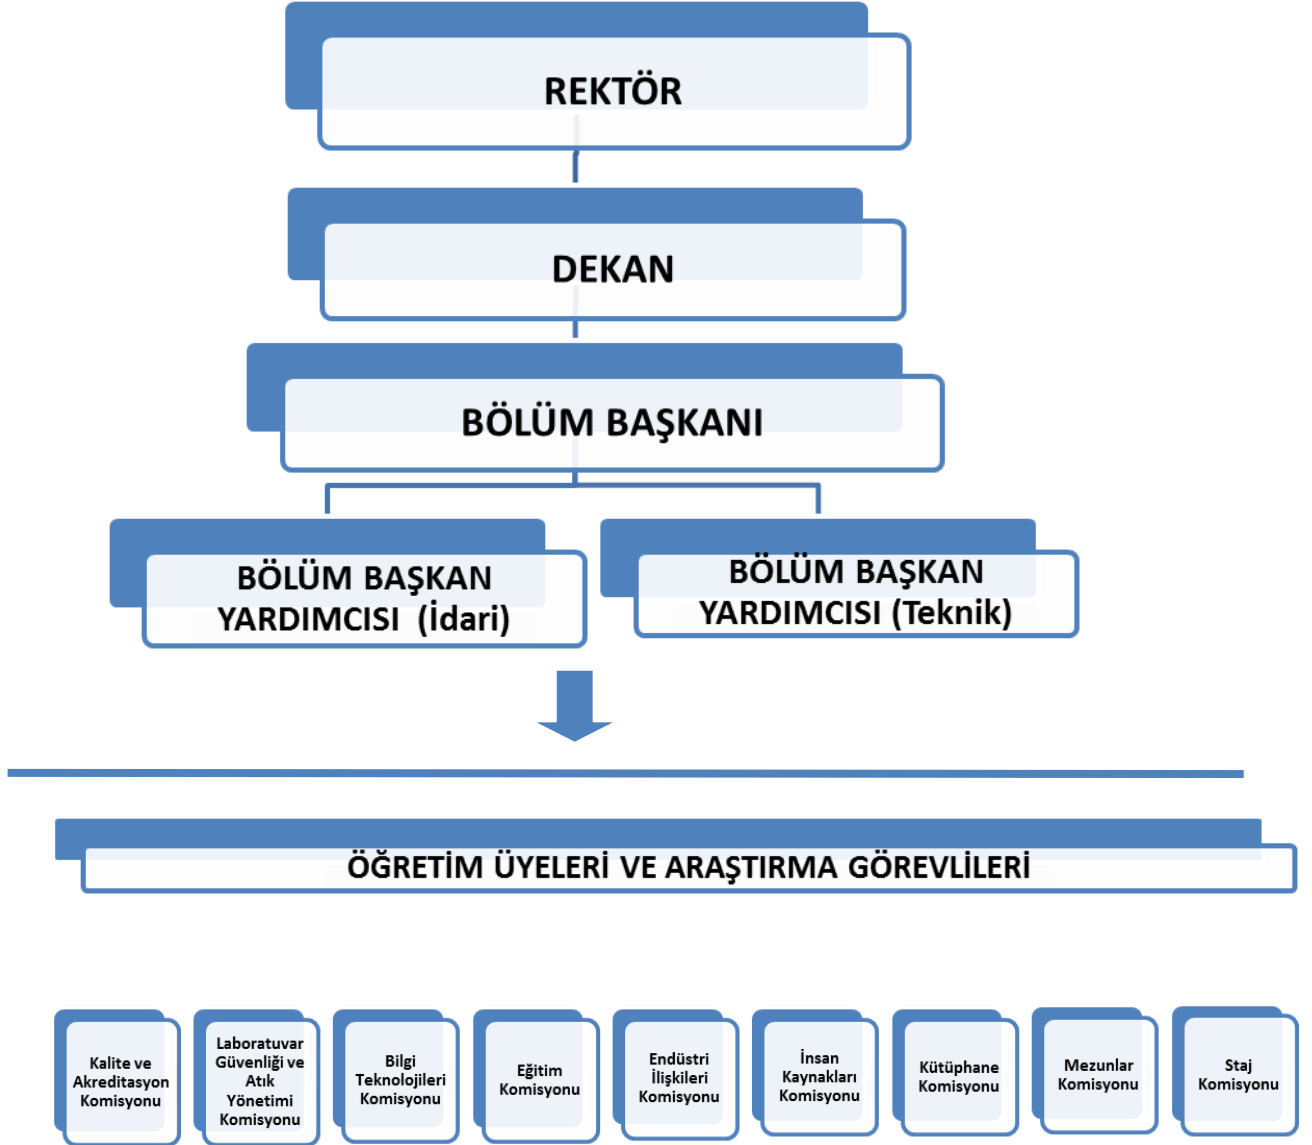 REKTÖR
DEKAN
BÖLÜM BAŞKANI
BÖLÜM BAŞKAN
YARDIMCISI (İdari)
BÖLÜM BAŞKAN
YARDIMCISI (Teknik)
ÖĞRETİM ÜYELERİ VE ARAŞTIRMA GÖREVLİLERİ
Kalite ve
Akreditasyon
Komisyonu
Laboratuvar
Güvenliği ve
Atık
Yönetimi
Komisyonu
Bilgi
Teknolojileri
Komisyonu
Eğitim
Komisyonu
Endüstri
İlişkileri
Komisyonu
İnsan
Kaynakları
Komisyonu
Kütüphane
Komisyonu
Mezunlar
Komisyonu
Staj
Komisyonu